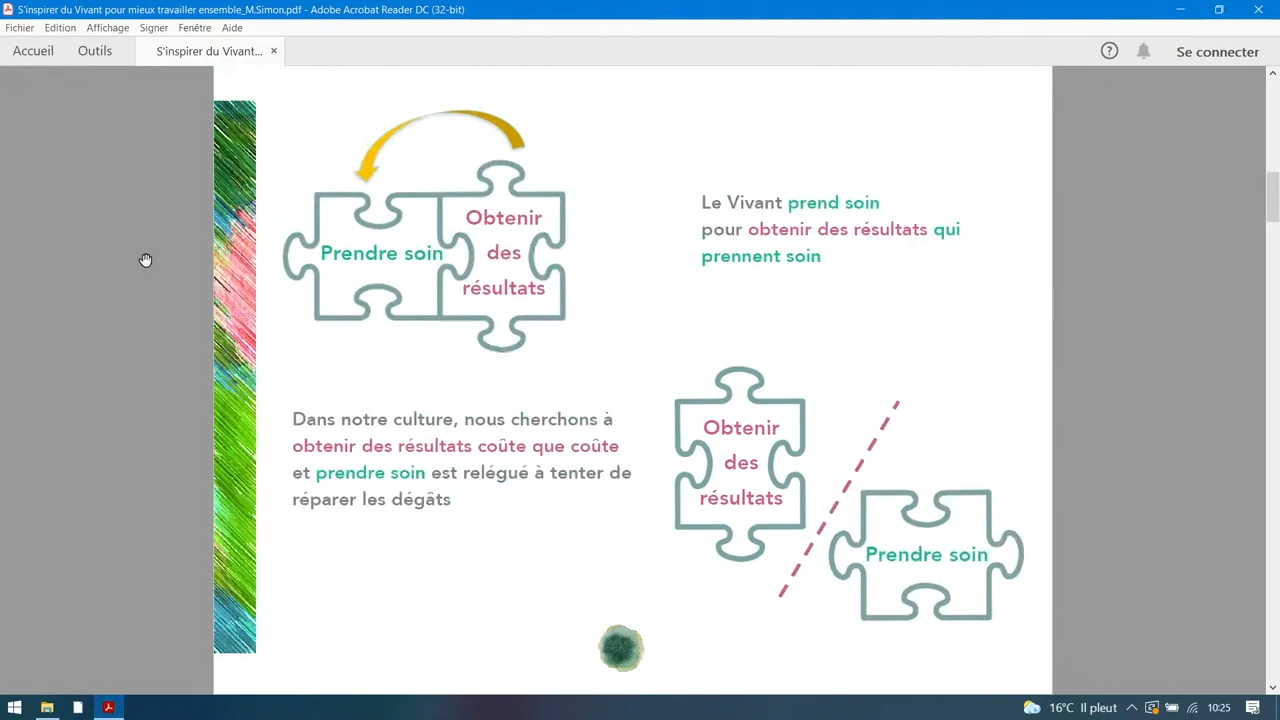 S'inspirer du Vivant pour mieux travailler ensemble_M.Simon.pdf - Adobe Acrobat Reader DC (32-bit)
Fichier Edition Affichage Signer Fenêtre Aide
Accueil Outils S'inspirer du Vivant... × Se connecter
Prendre soin
Obtenir
des
résultats
Le Vivant prend soin
pour obtenir des résultats qui
prennent soin
Dans notre culture, nous cherchons à
obtenir des résultats coûte que coûte
et prendre soin est relégué à tenter de
réparer les dégâts
Obtenir
des
résultats
Prendre soin
16°C Il pleut 10:25